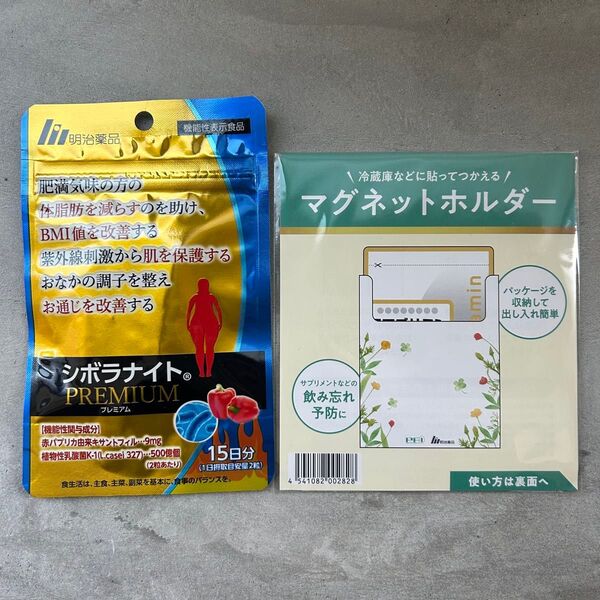 明治薬品
機能性表示食品
肥満気味の方の
体脂肪を減らすのを助け、
BMI値を改善する
紫外線刺激から肌を保護する
おなかの調子を整え
お通じを改善する
シボラナイト®
PREMIUM
プレミアム
【機能性関与成分】
赤パプリカ由来キサントフィル…9mg
植物性乳酸菌K-1(L.casei 327)…500億個
(2粒あたり)
15日分
(1日摂取目安量2粒)
食生活は、主食、主菜、副菜を基本に、食事のバランスを。
冷蔵庫などに貼ってつかえる
マグネットホルダー
パッケージを
収納して
出し入れ簡単
サプリメントなどの
飲み忘れ
予防に
明治薬品
4 541082 002828
使い方は裏面へ